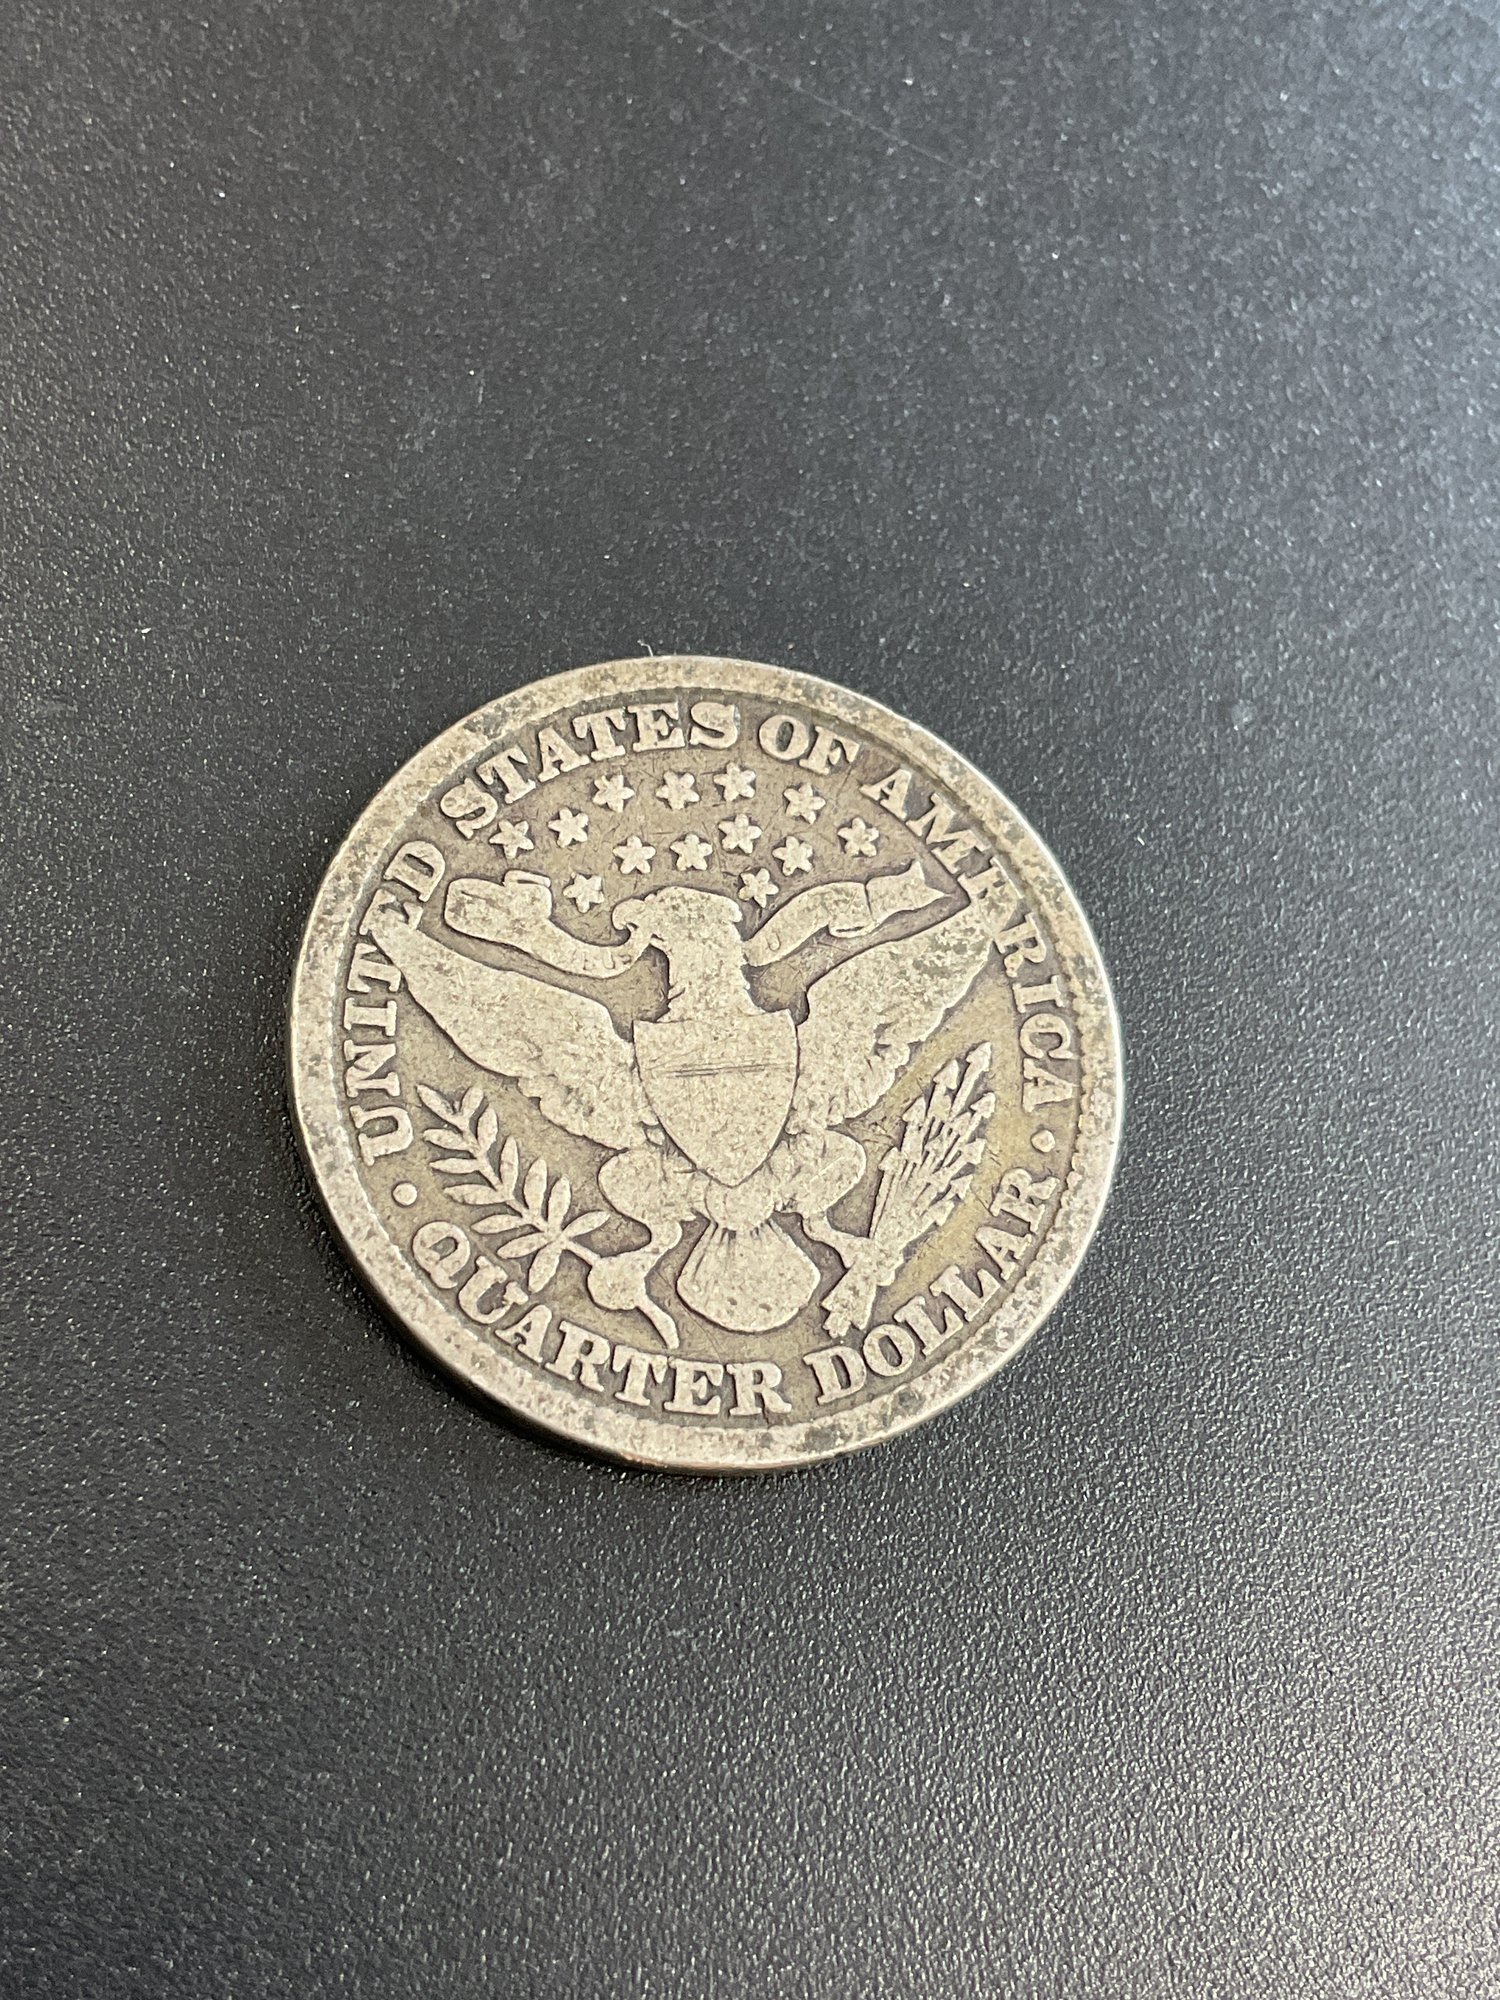 UNITED STATES OF AMERICA
· QUARTER DOLLAR ·